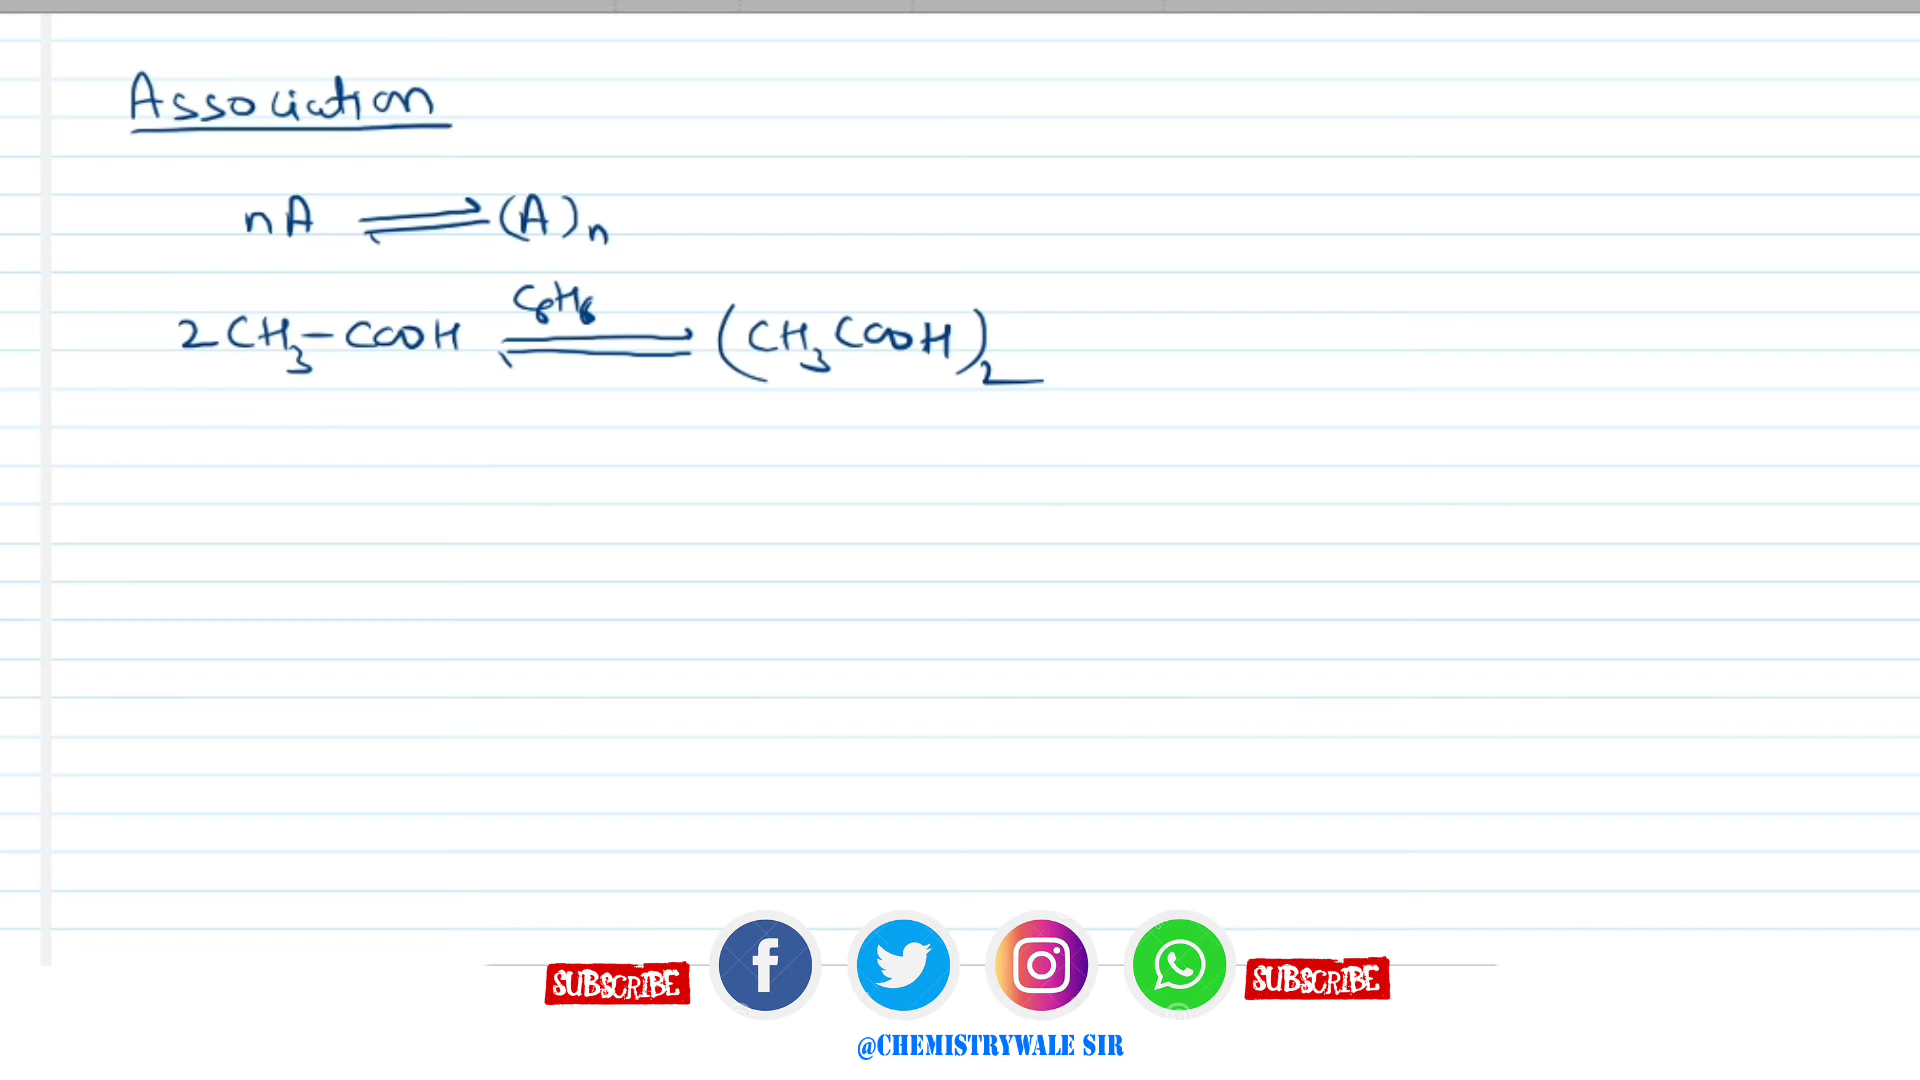 Association
nA ⇌ (A)n
C6H6
2CH3-COOH ⇌ (CH3COOH)2
SUBSCRIBE
SUBSCRIBE
@CHEMISTRYWALE SIR